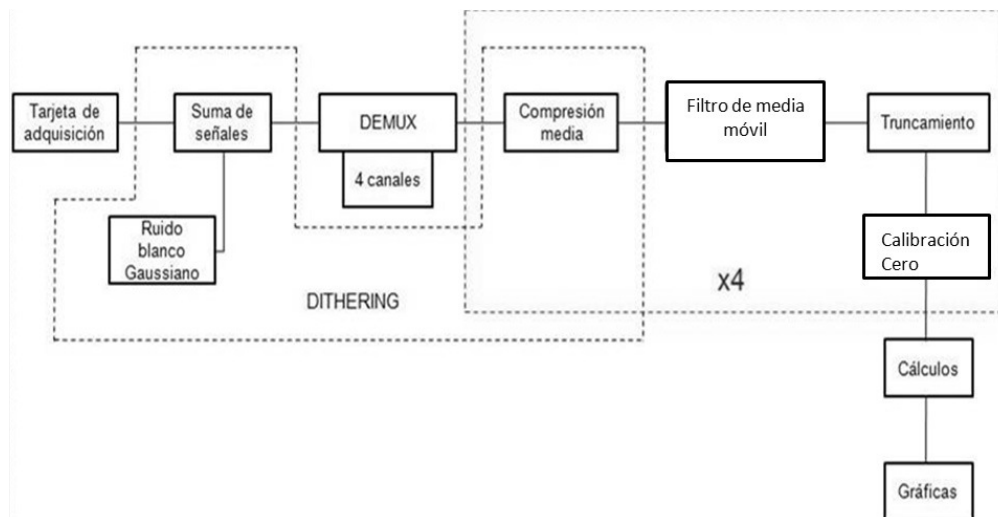 Tarjeta de
adquisición
Suma de
señales
DEMUX
4 canales
Compresión
media
Filtro de media
móvil
Truncamiento
Ruido
blanco
Gaussiano
DITHERING
x4
Calibración
Cero
Cálculos
Gráficas